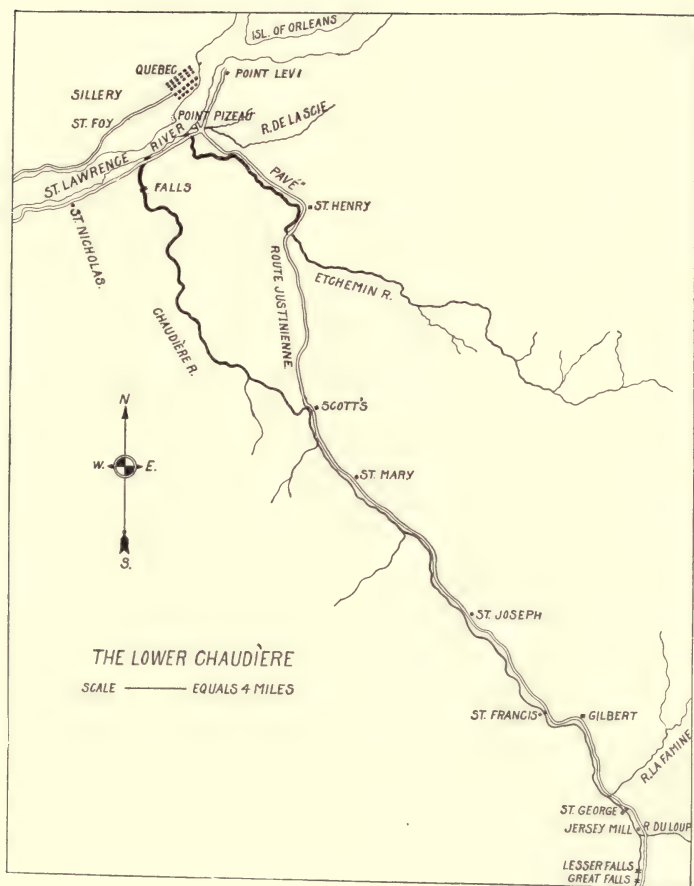 ISL. OF ORLEANS
QUEBEC
POINT LEVI
SILLERY
POINT PIZEAU
ST. FOY
R. DE LA SCIE
ST. LAWRENCE RIVER
PAVÉ
FALLS
ST. HENRY
ST. NICHOLAS.
ROUTE JUSTINIENNE.
ETCHEMIN R.
CHAUDIÈRE R.
SCOTT'S
N
W. E.
S.
ST. MARY
ST. JOSEPH
THE LOWER CHAUDIÈRE
SCALE EQUALS 4 MILES
ST. FRANCIS
GILBERT
R. LA FAMINE
ST. GEORGE
JERSEY MILL
R DU LOUP
LESSER FALLS
GREAT FALLS